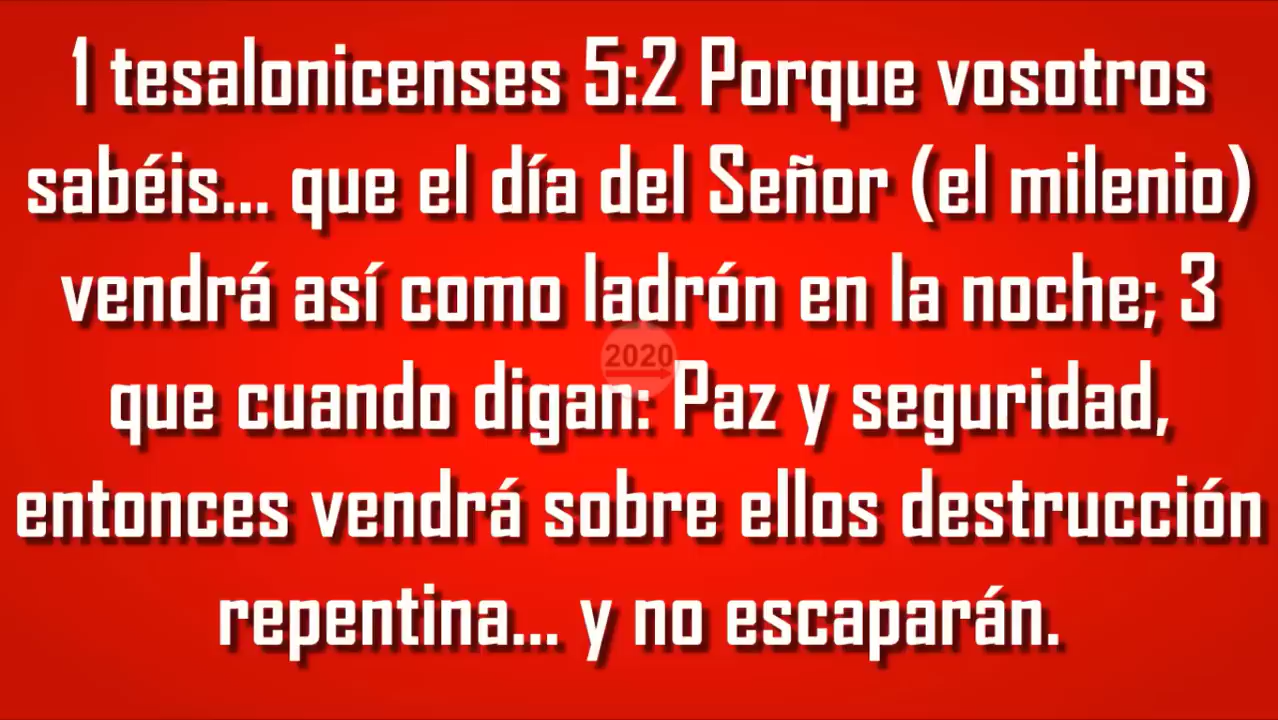 1 tesalonicenses 5:2 Porque vosotros
sabéis... que el día del Señor (el milenio)
vendrá así como ladrón en la noche; 3
2020
que cuando digan: Paz y seguridad,
entonces vendrá sobre ellos destrucción
repentina... y no escaparán.